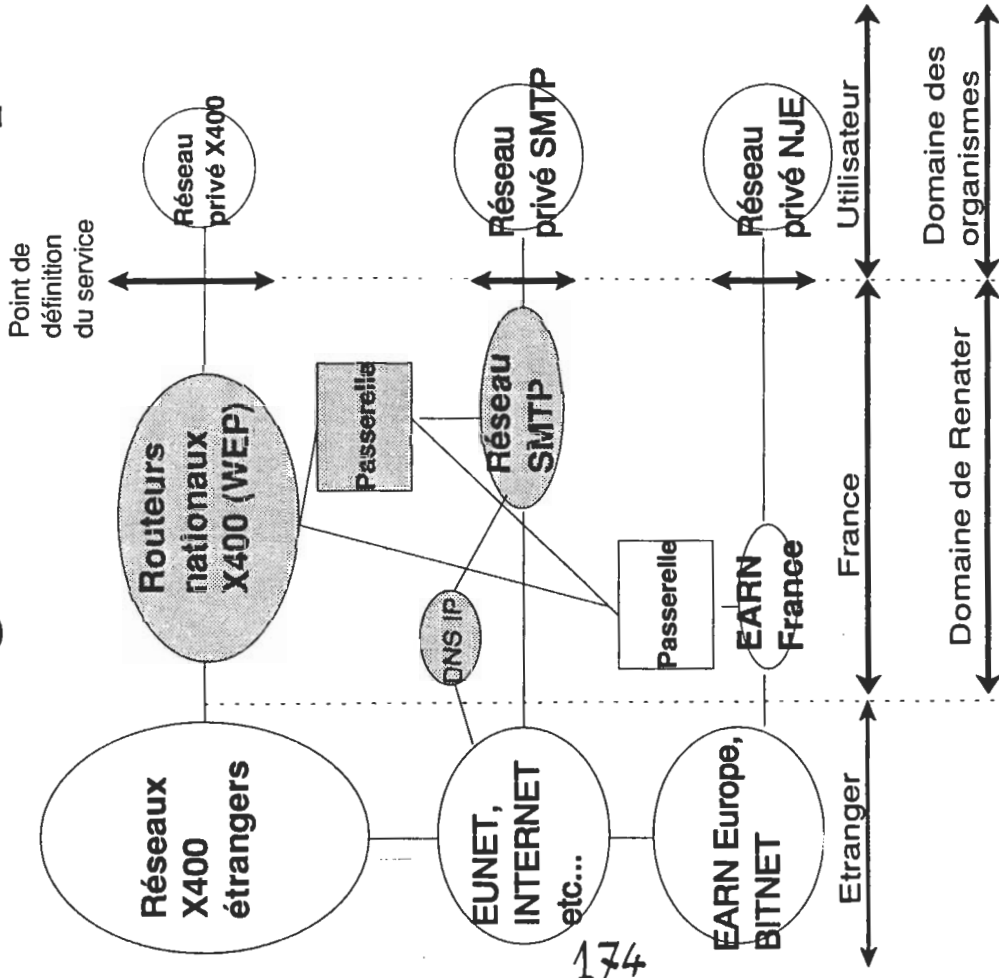 Point de
définition
du service
Réseaux
X400
étrangers
Routeurs
nationaux
X400 (WEP)
Réseau
privé X400
Passerelle
DNS IP
EUNET,
INTERNET
etc...
Réseau
SMTP
Réseau
privé SMTP
Passerelle
EARN Europe,
BITNET
EARN
France
Réseau
privé NJE
Etranger
France
Utilisateur
Domaine de Renater
Domaine des
organismes
174